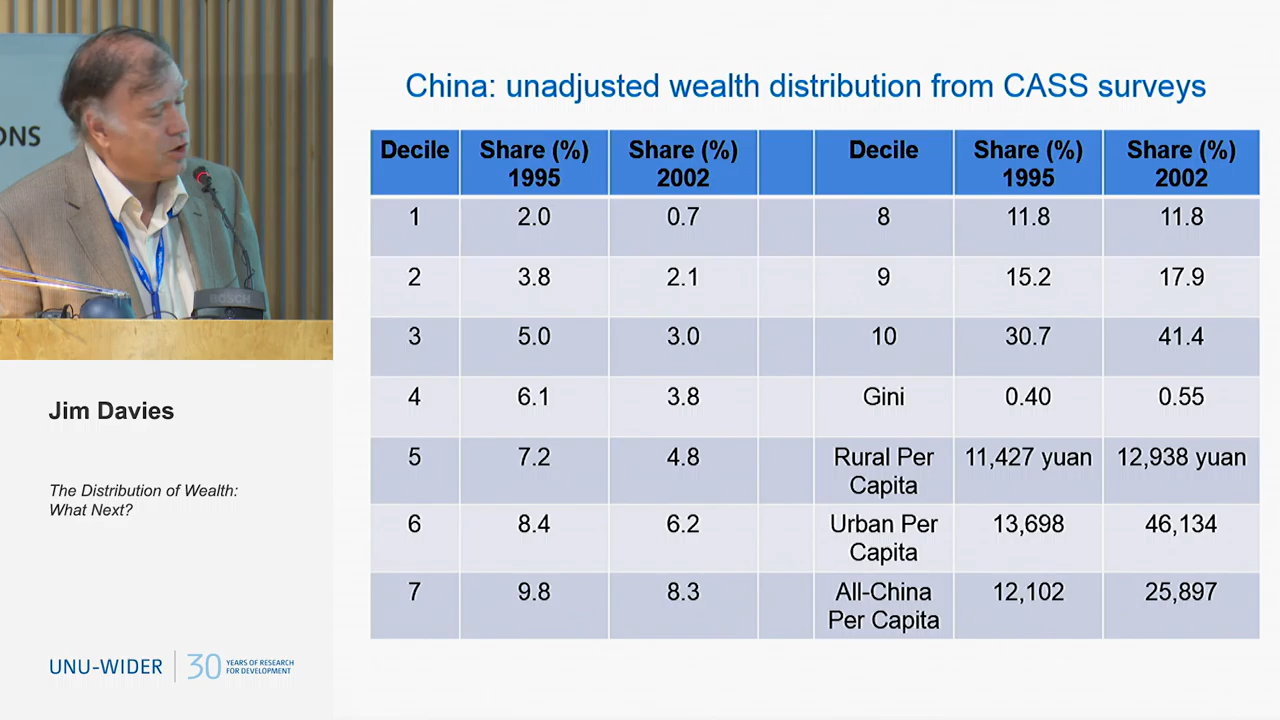 ONS
BOSCH
Jim Davies
The Distribution of Wealth:
What Next?
UNU-WIDER 30 YEARS OF RESEARCH
FOR DEVELOPMENT
China: unadjusted wealth distribution from CASS surveys
Decile Share (%) 1995 Share (%) 2002 Decile Share (%) 1995 Share (%) 2002
1 2.0 0.7 8 11.8 11.8
2 3.8 2.1 9 15.2 17.9
3 5.0 3.0 10 30.7 41.4
4 6.1 3.8 Gini 0.40 0.55
5 7.2 4.8 Rural Per Capita 11,427 yuan 12,938 yuan
6 8.4 6.2 Urban Per Capita 13,698 46,134
7 9.8 8.3 All-China Per Capita 12,102 25,897